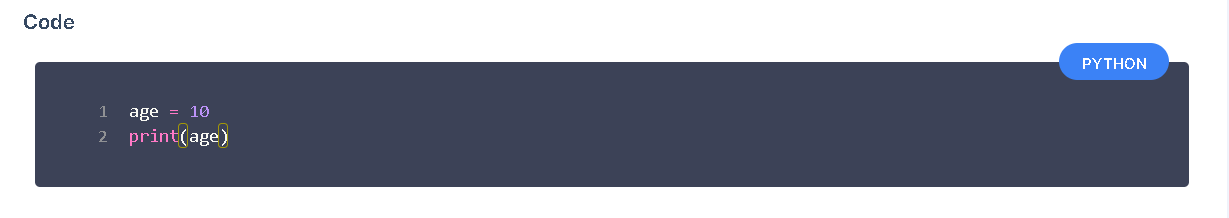 Code
PYTHON
1 age = 10
2 print(age)